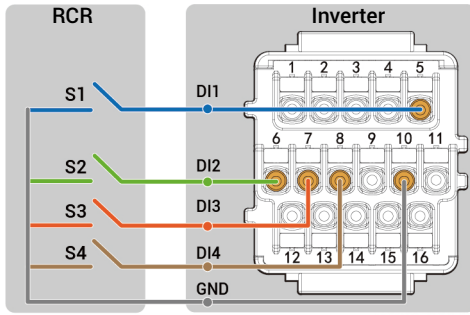 RCR Inverter
1 2 3 4 5
S1 DI1
6 7 8 9 10 11
S2 DI2
S3 DI3
S4 DI4
12 13 14 15 16
GND